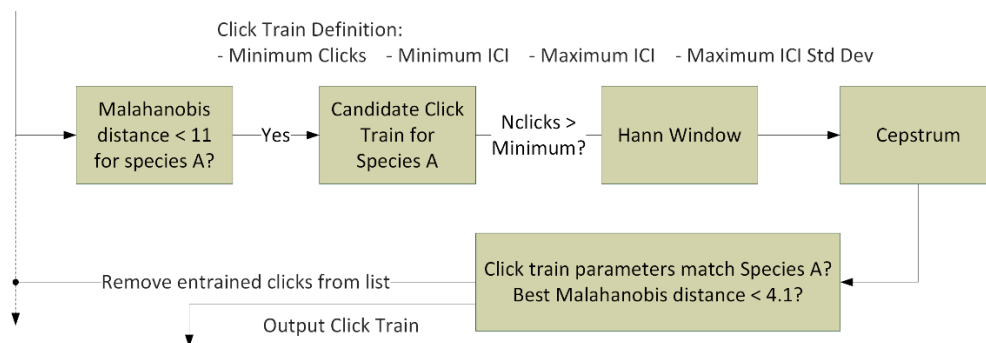 Click Train Definition:
- Minimum Clicks - Minimum ICI - Maximum ICI - Maximum ICI Std Dev
Malahanobis
distance < 11
for species A?
Yes
Candidate Click
Train for
Species A
Nclicks >
Minimum?
Hann Window
Cepstrum
Click train parameters match Species A?
Best Malahanobis distance < 4.1?
Remove entrained clicks from list
Output Click Train